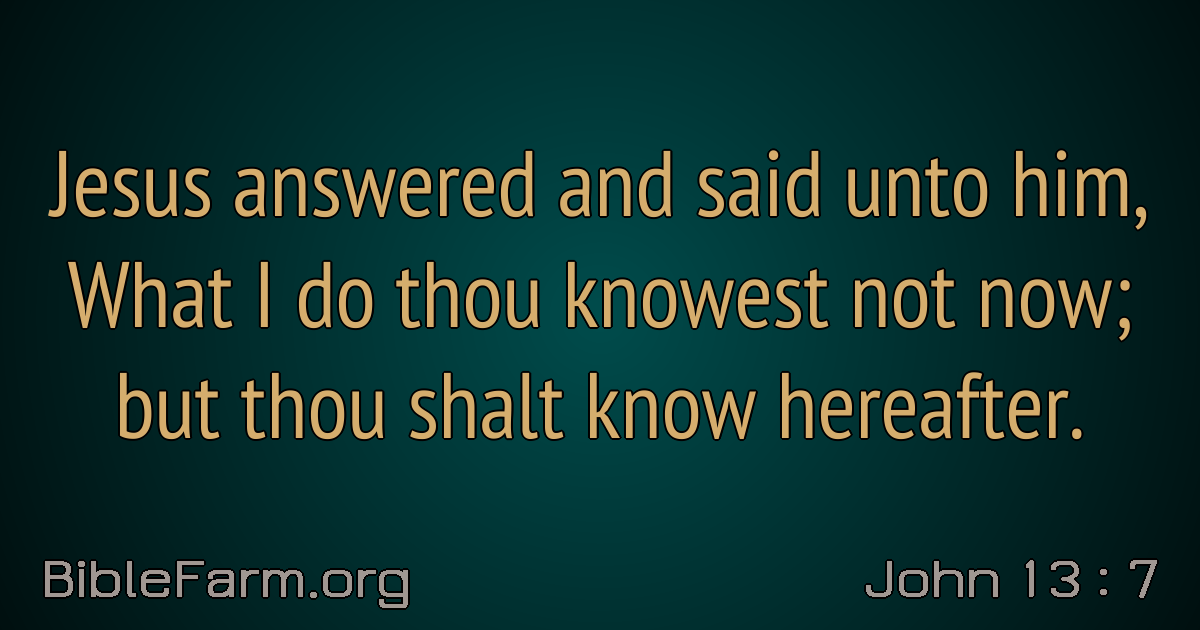 Jesus answered and said unto him,
What I do thou knowest not now;
but thou shalt know hereafter.
BibleFarm.org
John 13 : 7